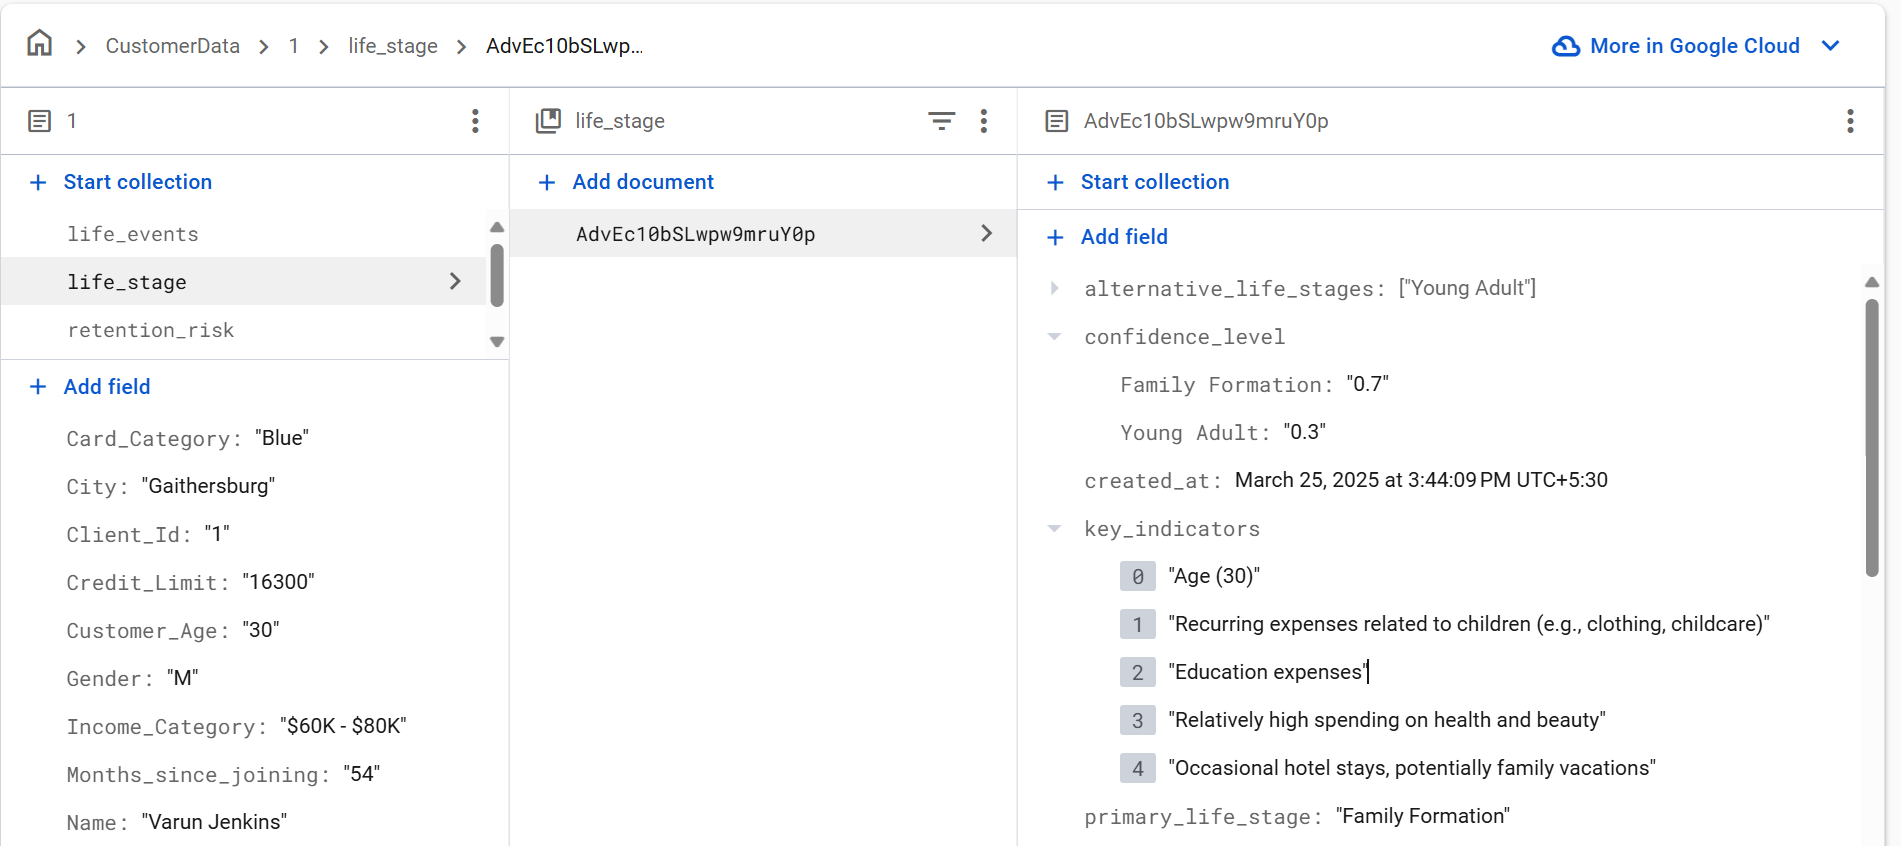 CustomerData > 1 > life_stage > AdvEc10bSLwp...
More in Google Cloud
1
Start collection
life_events
life_stage
retention_risk
Add field
Card_Category: "Blue"
City: "Gaithersburg"
Client_Id: "1"
Credit_Limit: "16300"
Customer_Age: "30"
Gender: "M"
Income_Category: "$60K - $80K"
Months_since_joining: "54"
Name: "Varun Jenkins"
life_stage
Add document
AdvEc10bSLwpw9mruY0p
AdvEc10bSLwpw9mruY0p
Start collection
Add field
alternative_life_stages: ["Young Adult"]
confidence_level
Family Formation: "0.7"
Young Adult: "0.3"
created_at: March 25, 2025 at 3:44:09 PM UTC+5:30
key_indicators
0 "Age (30)"
1 "Recurring expenses related to children (e.g., clothing, childcare)"
2 "Education expenses"
3 "Relatively high spending on health and beauty"
4 "Occasional hotel stays, potentially family vacations"
primary_life_stage: "Family Formation"